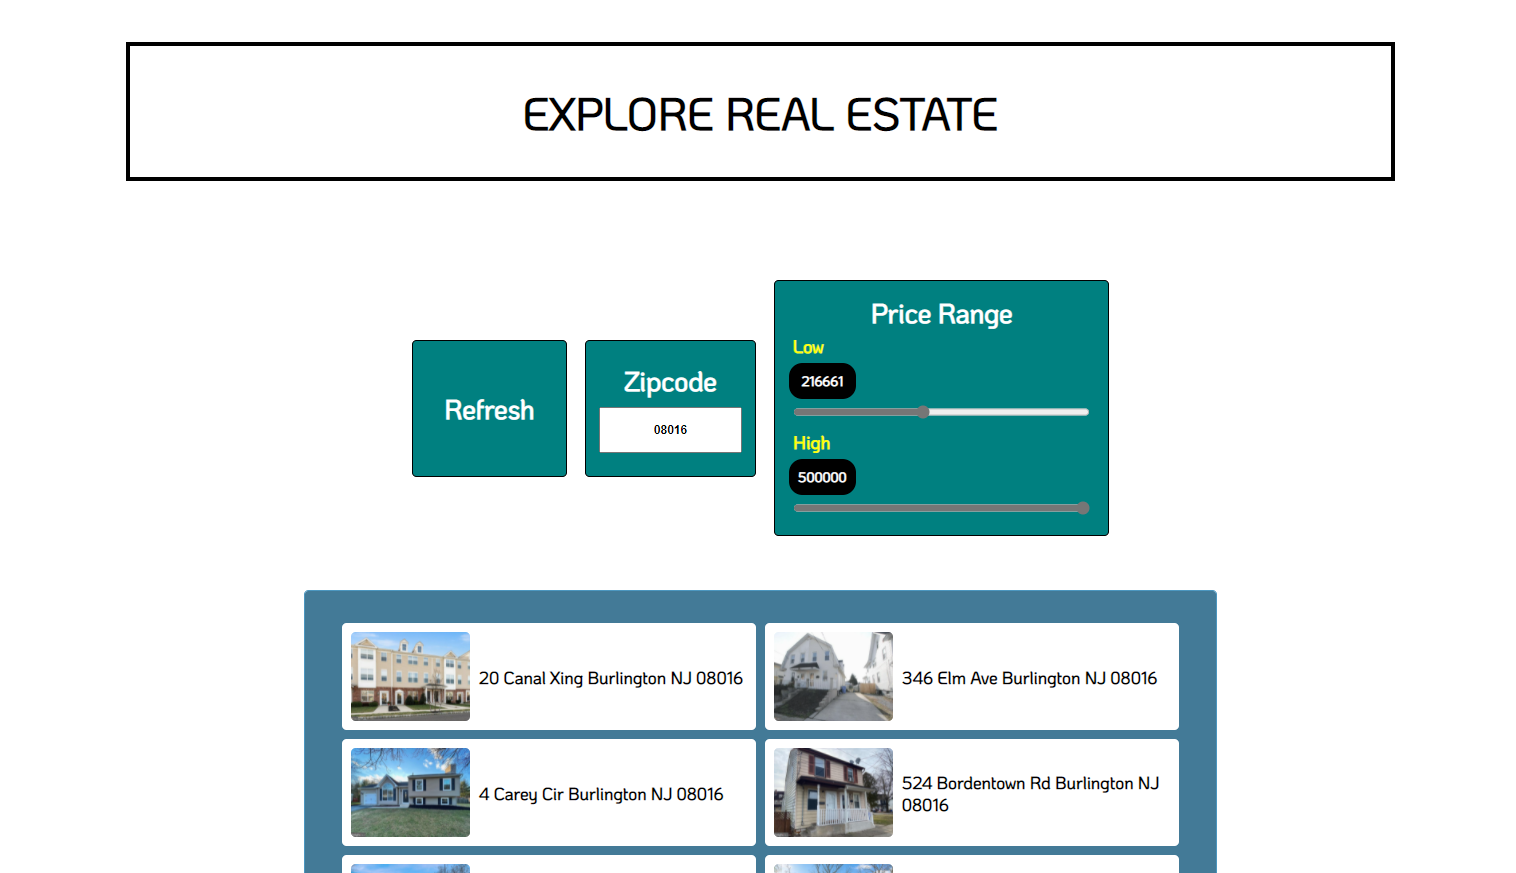 EXPLORE REAL ESTATE
Refresh
Zipcode
08016
Price Range
Low
216661
High
500000
20 Canal Xing Burlington NJ 08016
346 Elm Ave Burlington NJ 08016
4 Carey Cir Burlington NJ 08016
524 Bordentown Rd Burlington NJ
08016